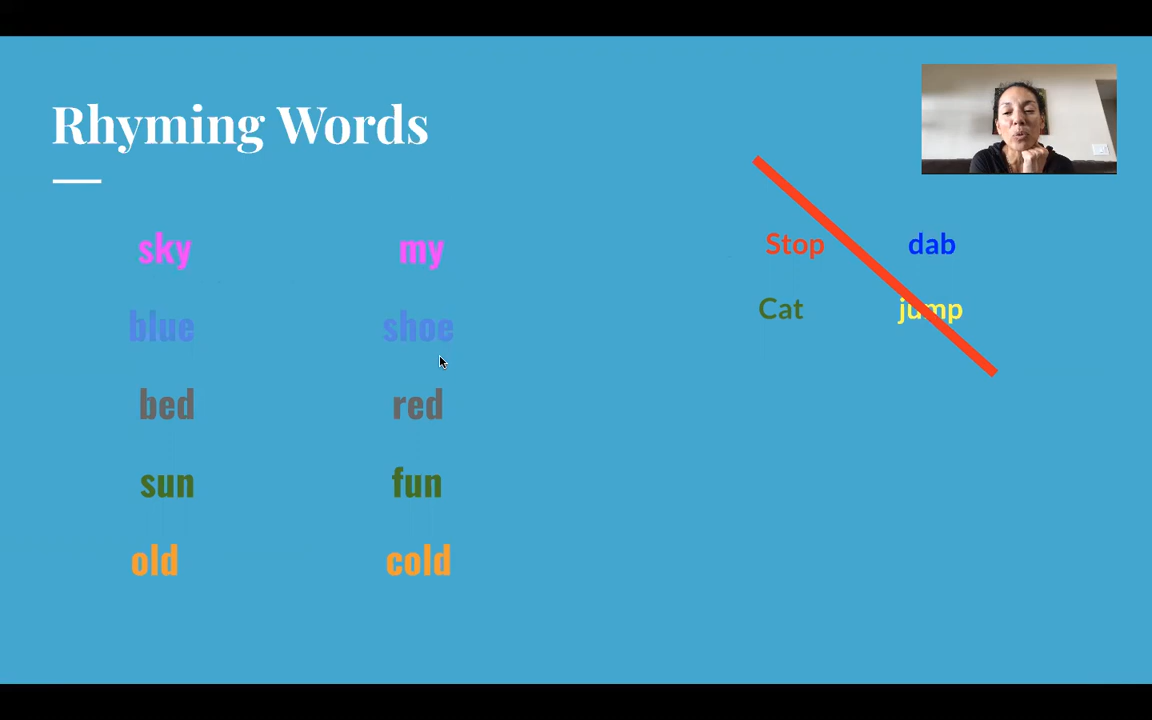 Rhyming Words
sky my
blue shoe
bed red
sun fun
old cold
Stop dab
Cat jump